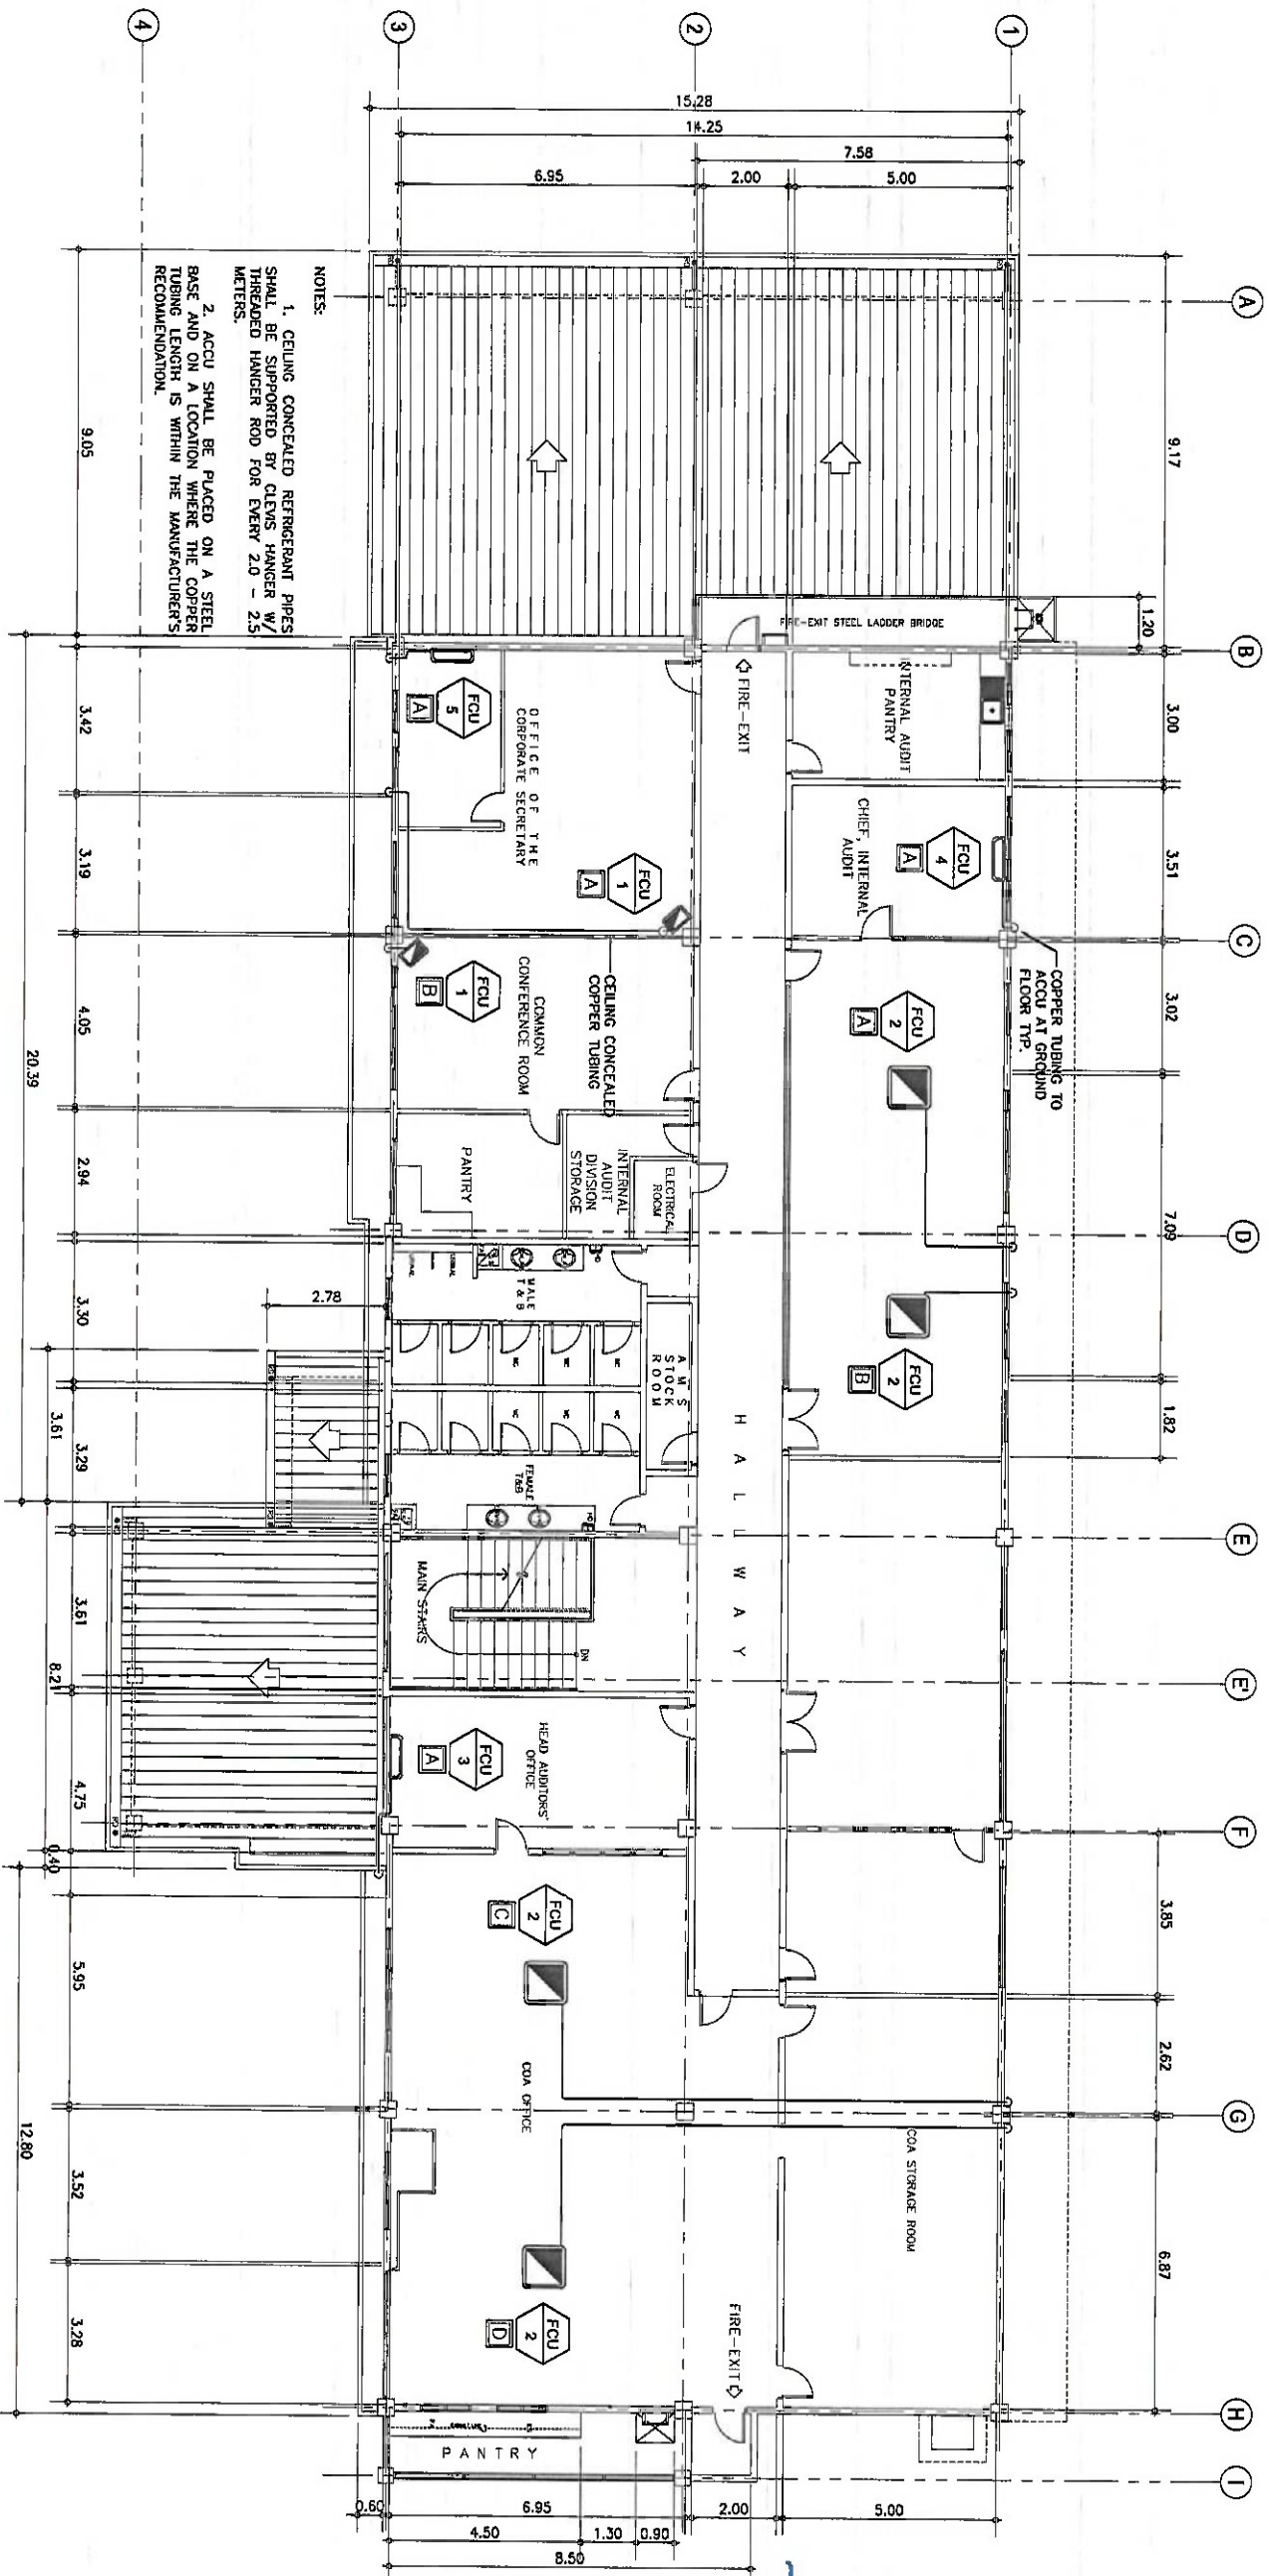 A
B
C
D
E
E'
F
G
H
I
9.17
1.20
3.00
3.51
3.02
7.09
1.82
3.85
2.62
6.87
1
2
3
4
15.28
14.25
7.58
5.00
2.00
6.95
FIRE-EXIT STEEL LADDER BRIDGE
COPPER TUBING TO
ACCU AT GROUND
FLOOR TYP.
INTERNAL AUDIT
PANTRY
CHIEF, INTERNAL
AUDIT
FCU
4
A
FCU
2
A
FCU
2
B
COA STORAGE ROOM
FIRE-EXIT
H A L L W A Y
FIRE-EXIT
OFFICE OF THE
CORPORATE SECRETARY
FCU
5
A
FCU
1
A
CEILING CONCEALED
COPPER TUBING
COMMON
CONFERENCE ROOM
FCU
1
B
ELECTRICAL
ROOM
INTERNAL
AUDIT
DIVISION
STORAGE
PANTRY
MALE
T & B
A M S
STOCK
ROOM
WC
WC
WC
WC
WC
WC
FEMALE
T&B
DN
MAIN STAIRS
HEAD AUDITORS'
OFFICE
FCU
3
A
FCU
2
C
COA OFFICE
FCU
2
D
PANTRY
5.00
2.00
6.95
0.60
0.90
1.30
4.50
8.50
NOTES:
1. CEILING CONCEALED REFRIGERANT PIPES
SHALL BE SUPPORTED BY CLEVIS HANGER W/
THREADED HANGER ROD FOR EVERY 2.0 - 2.5
METERS.
2. ACCU SHALL BE PLACED ON A STEEL
BASE AND ON A LOCATION WHERE THE COPPER
TUBING LENGTH IS WITHIN THE MANUFACTURER'S
RECOMMENDATION.
2.78
9.05
3.42
3.19
4.05
2.94
3.30
3.29
3.61
4.75
5.95
3.52
3.28
3.61
8.21
0.40
20.39
12.80